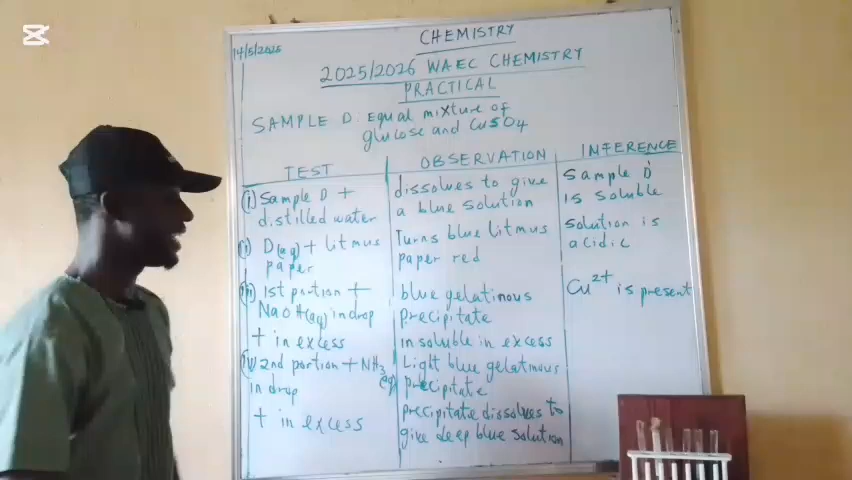 14/5/2025
CHEMISTRY
2025/2026 WAEC CHEMISTRY
PRACTICAL
SAMPLE D: Equal mixture of
glucose and CuSO4
TEST
(i) Sample D +
distilled water
(ii) D(aq) + litmus
paper
(iii) 1st portion +
NaOH(aq) in drop
+ in excess
(iv) 2nd portion + NH3
(aq)
in drop
+ in excess
OBSERVATION
dissolves to give
a blue solution
Turns blue litmus
paper red
blue gelatinous
precipitate
insoluble in excess
Light blue gelatinous
precipitate
precipitate dissolves to
give deep blue solution
INFERENCE
Sample D
is soluble
Solution is
acidic
Cu2+ is present